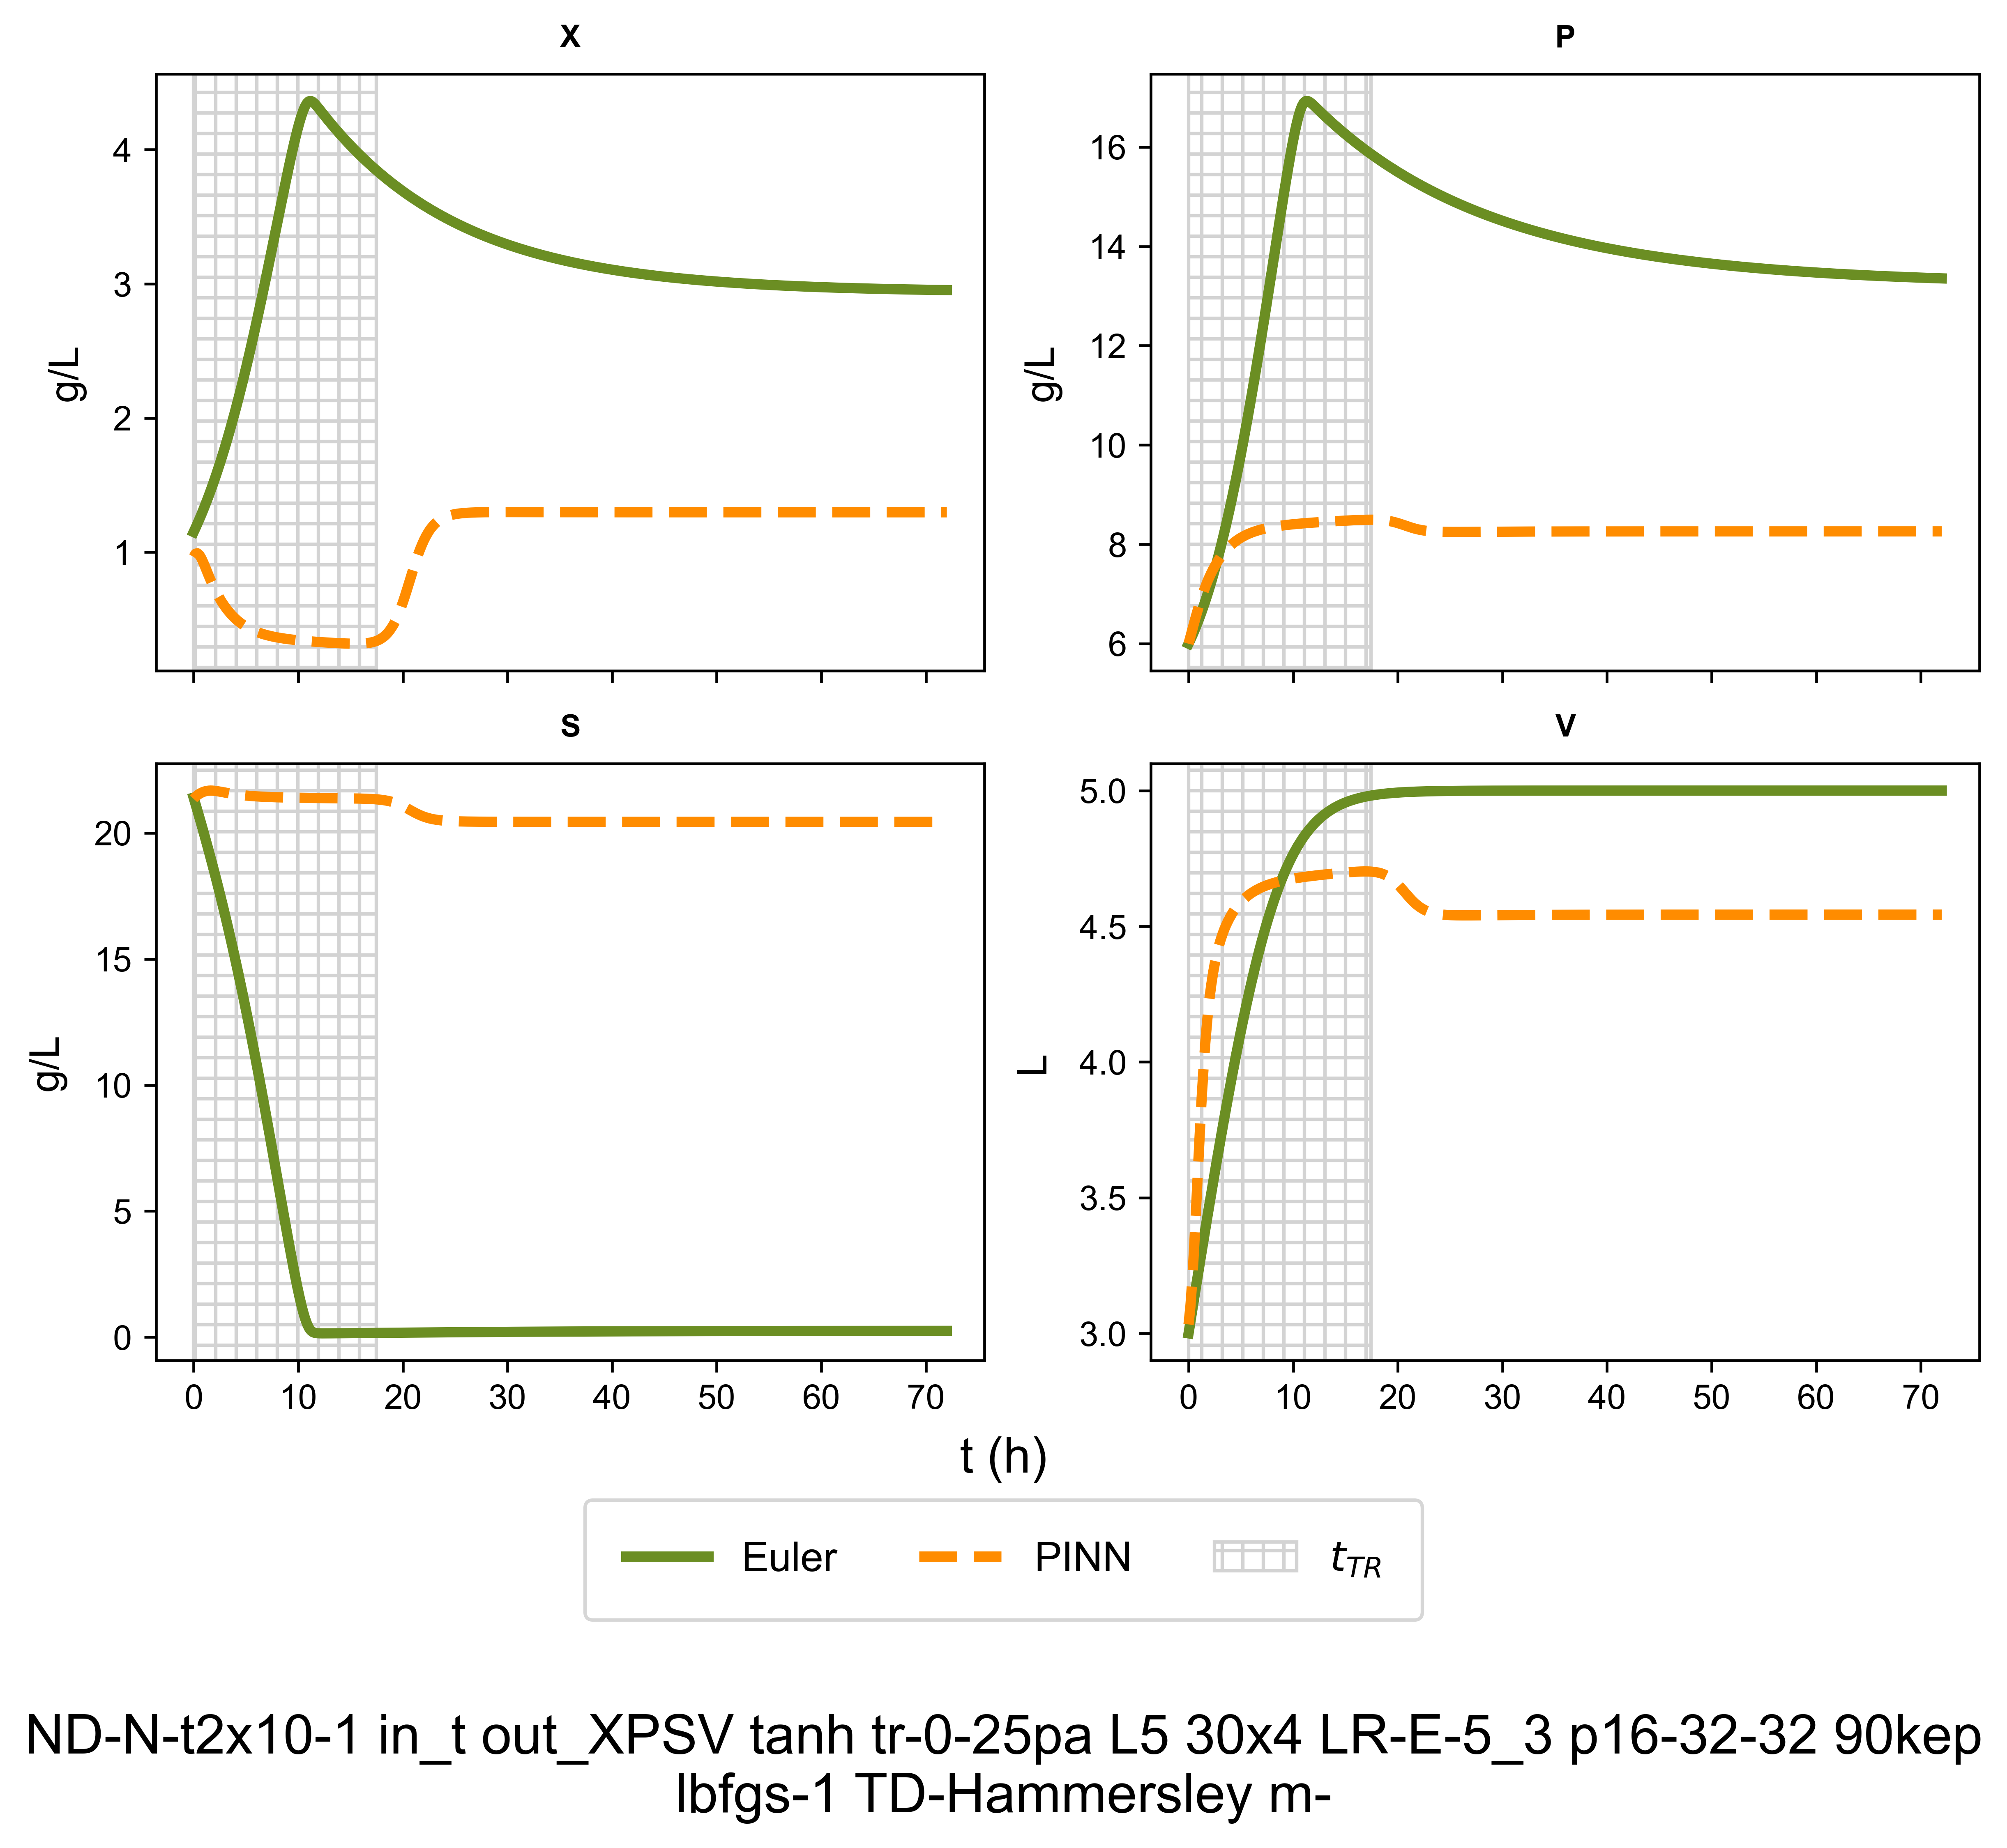 X
P
4
3
2
1
g/L
16
14
12
10
8
6
g/L
S
V
20
15
10
5
0
g/L
5.0
4.5
4.0
3.5
3.0
L
0 10 20 30 40 50 60 70
0 10 20 30 40 50 60 70
t (h)
Euler PINN t_TR
ND-N-t2x10-1 in_t out_XPSV tanh tr-0-25pa L5 30x4 LR-E-5_3 p16-32-32 90kep
lbfgs-1 TD-Hammersley m-